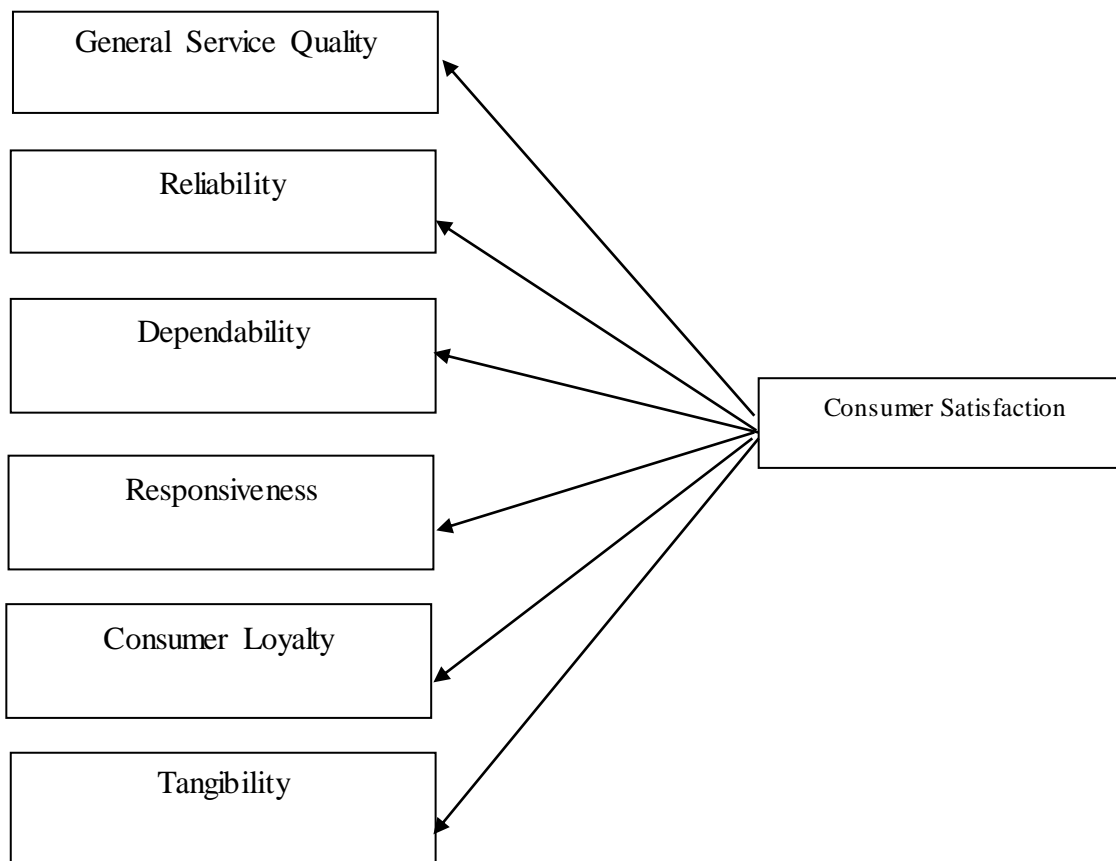 General Service Quality
Reliability
Dependability
Responsiveness
Consumer Satisfaction
Consumer Loyalty
Tangibility